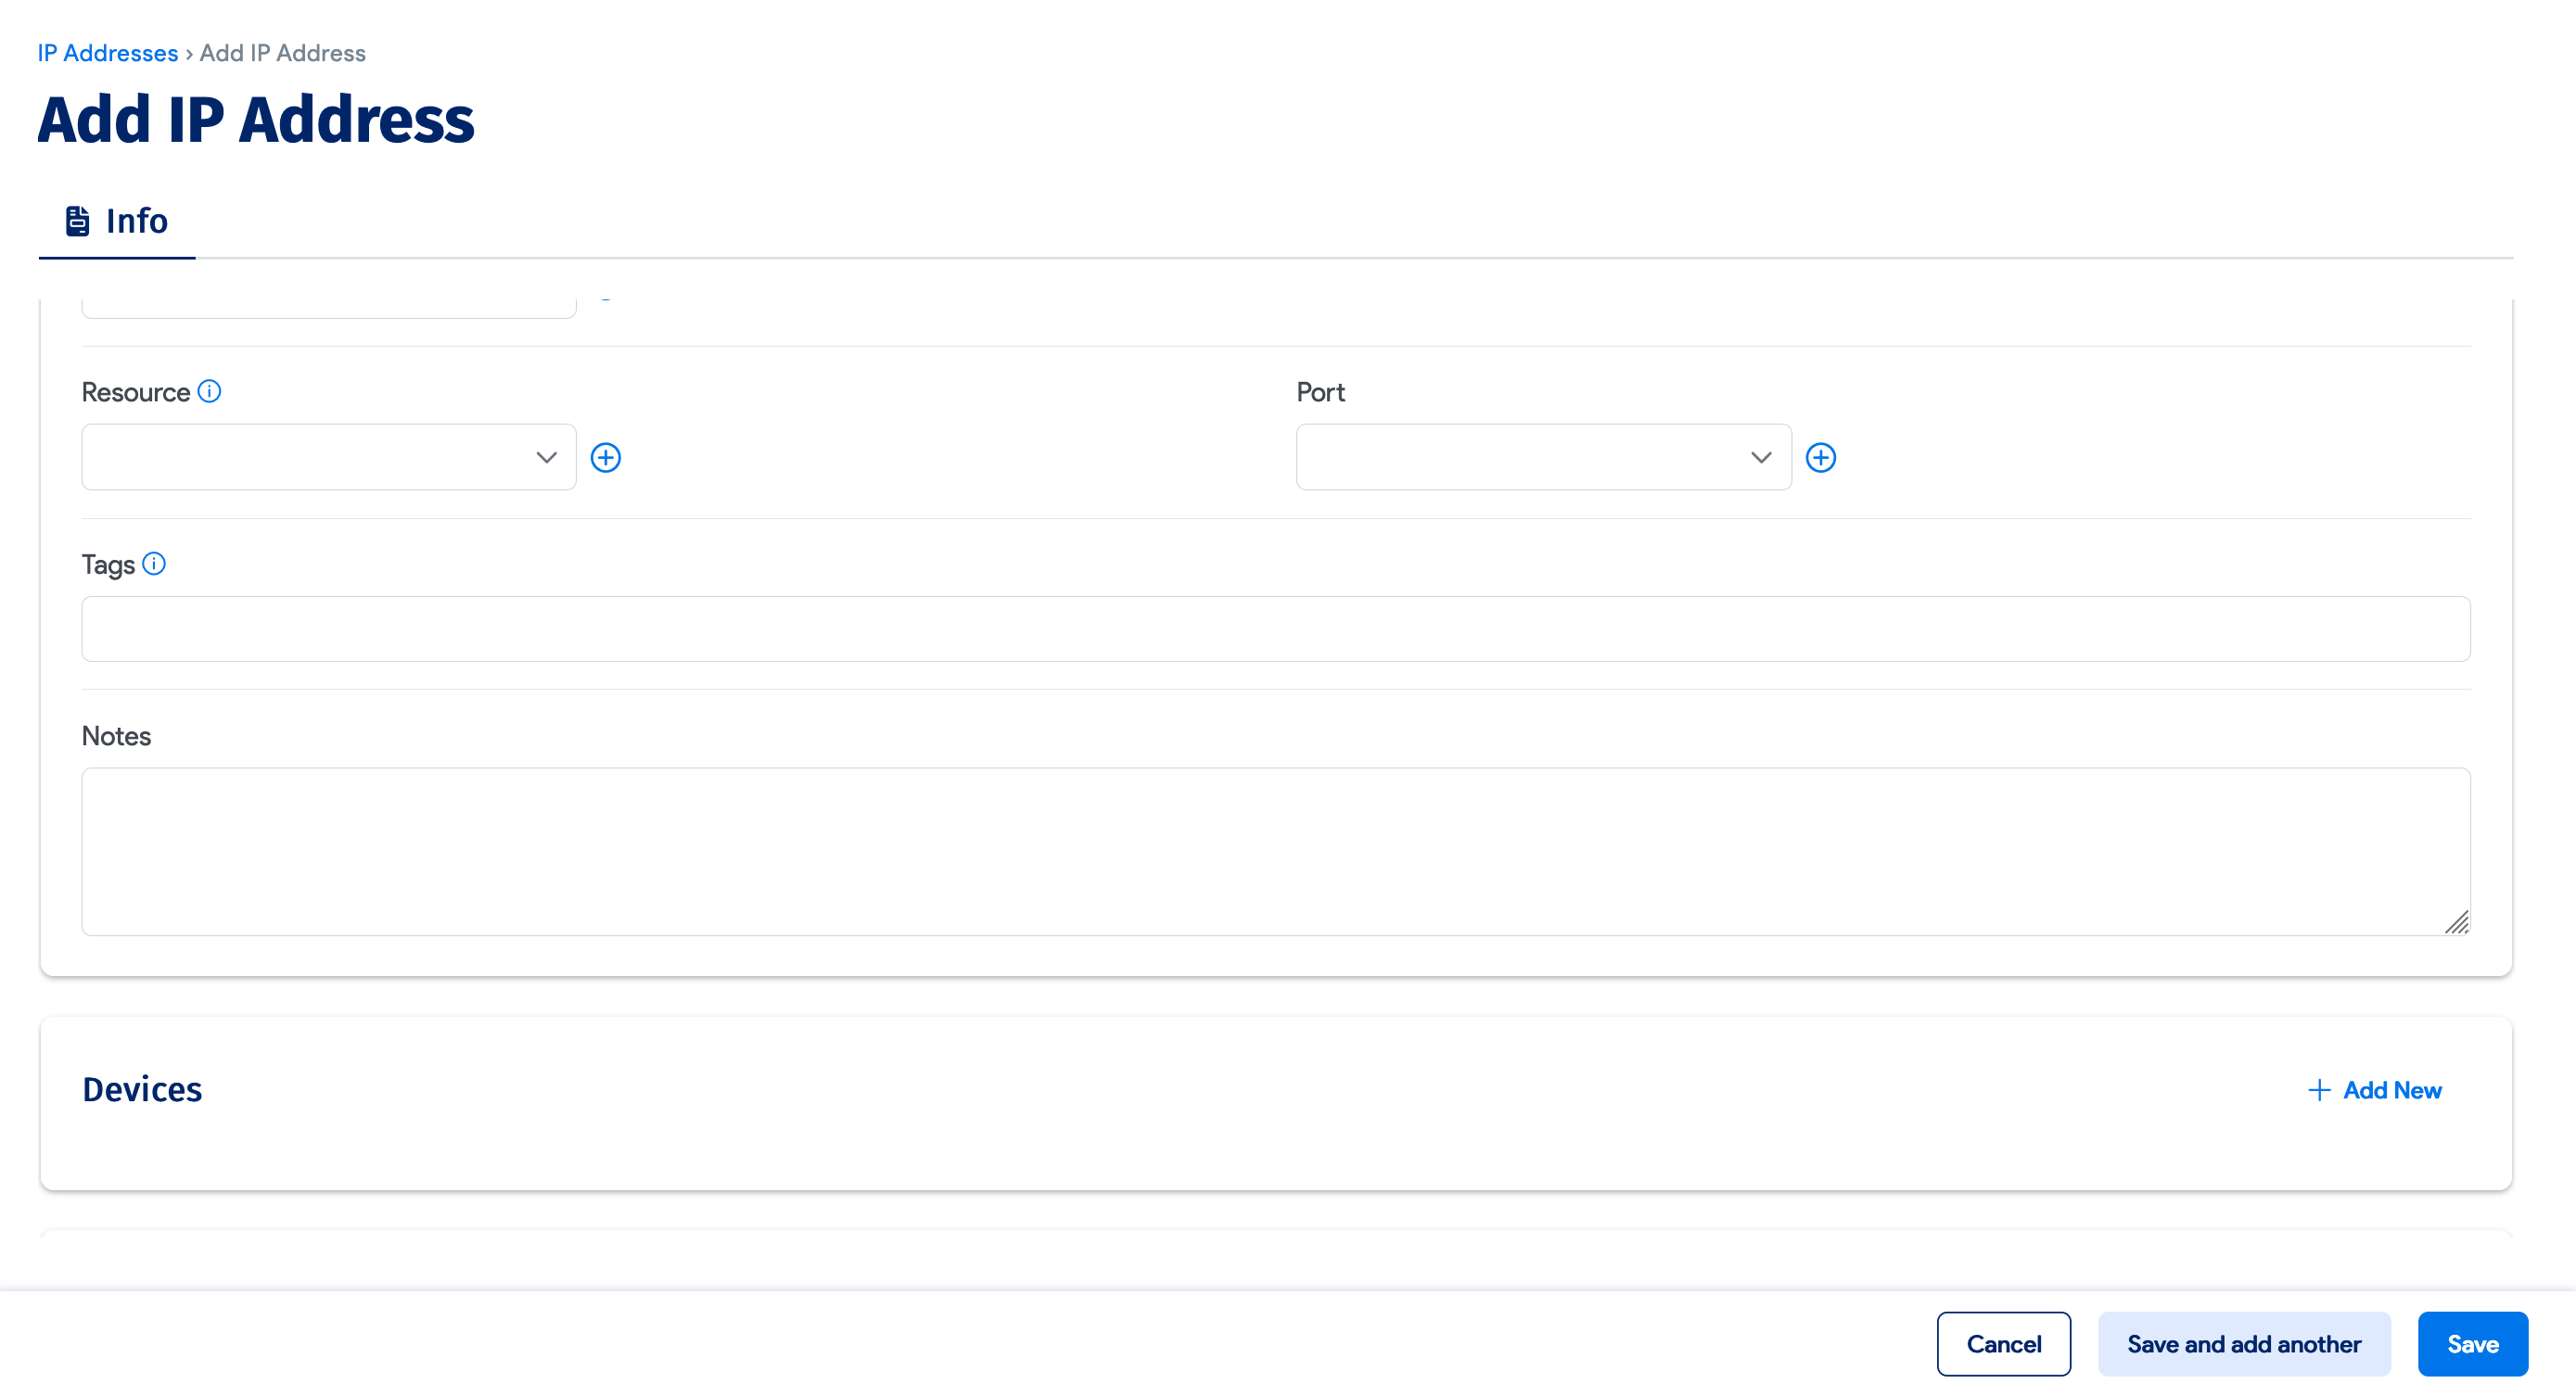 IP Addresses › Add IP Address
Add IP Address
Info
Resource
Port
Tags
Notes
Devices
Add New
Cancel
Save and add another
Save